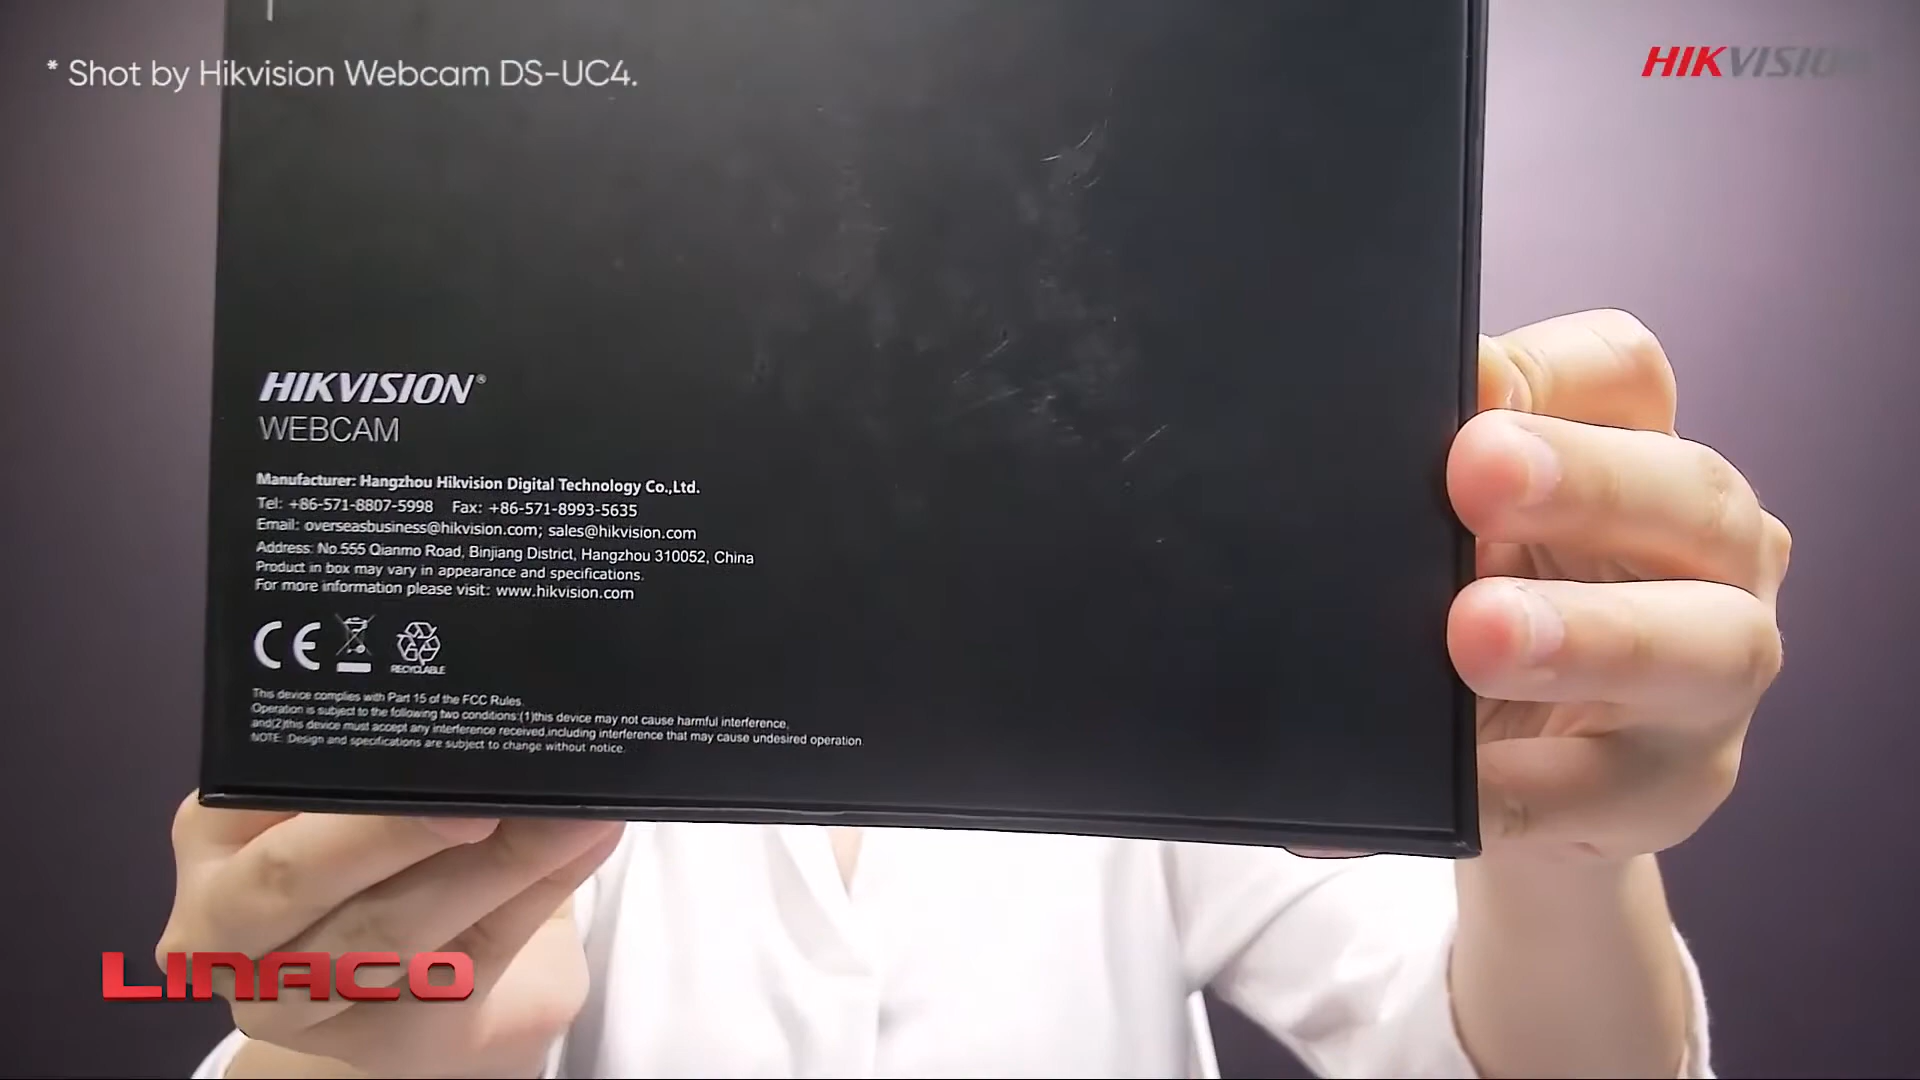 * Shot by Hikvision Webcam DS-UC4.
HIKVISION
HIKVISION®
WEBCAM
Manufacturer: Hangzhou Hikvision Digital Technology Co.,Ltd.
Tel: +86-571-8807-5998 Fax: +86-571-8993-5635
Email: overseasbusiness@hikvision.com; sales@hikvision.com
Address: No.555 Qianmo Road, Binjiang District, Hangzhou 310052, China
Product in box may vary in appearance and specifications.
For more information please visit: www.hikvision.com
CE
RECYCLABLE
This device complies with Part 15 of the FCC Rules.
Operation is subject to the following two conditions:(1)this device may not cause harmful interference,
and(2)this device must accept any interference received,including interference that may cause undesired operation.
NOTE: Design and specifications are subject to change without notice.
LINACO